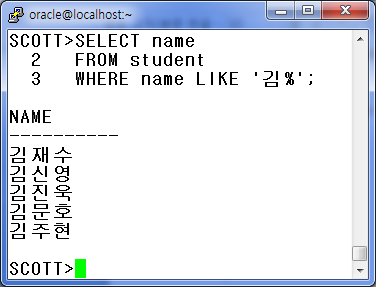 oracle@localhost:~
SCOTT>SELECT name
2 FROM student
3 WHERE name LIKE '김%';
NAME
----------
김재수
김신영
김진욱
김문호
김주현
SCOTT>